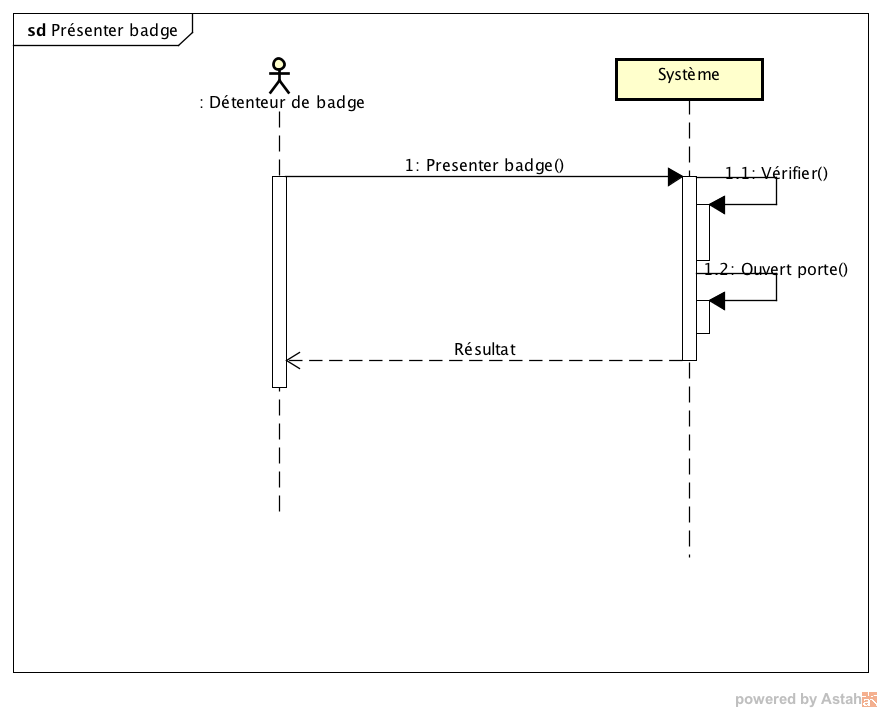 sd Présenter badge
: Détenteur de badge
Système
1: Presenter badge()
1.1: Vérifier()
1.2: Ouvert porte()
Résultat
powered by Astah